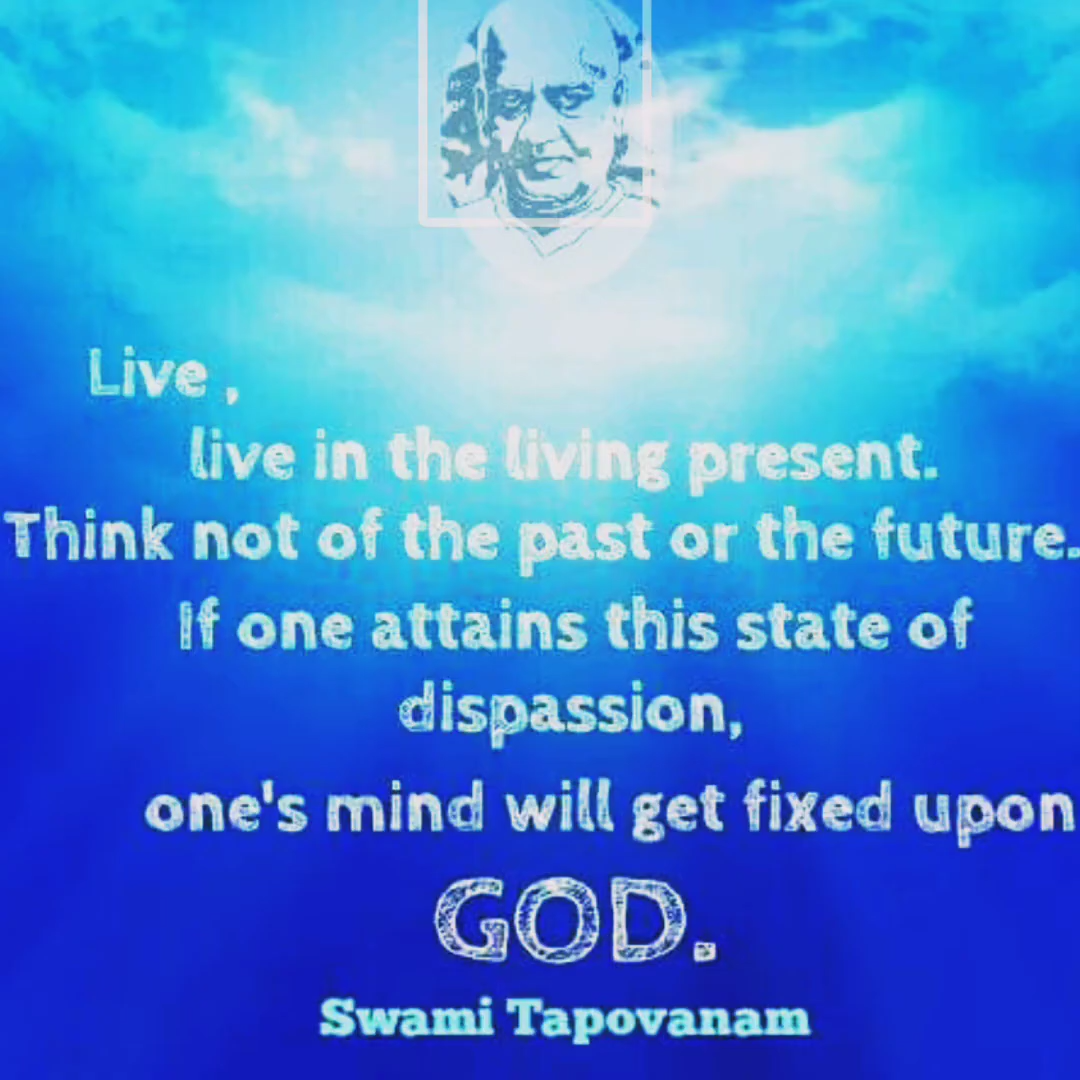 Live ,
live in the living present.
Think not of the past or the future.
If one attains this state of
dispassion,
one's mind will get fixed upon
GOD.
Swami Tapovanam